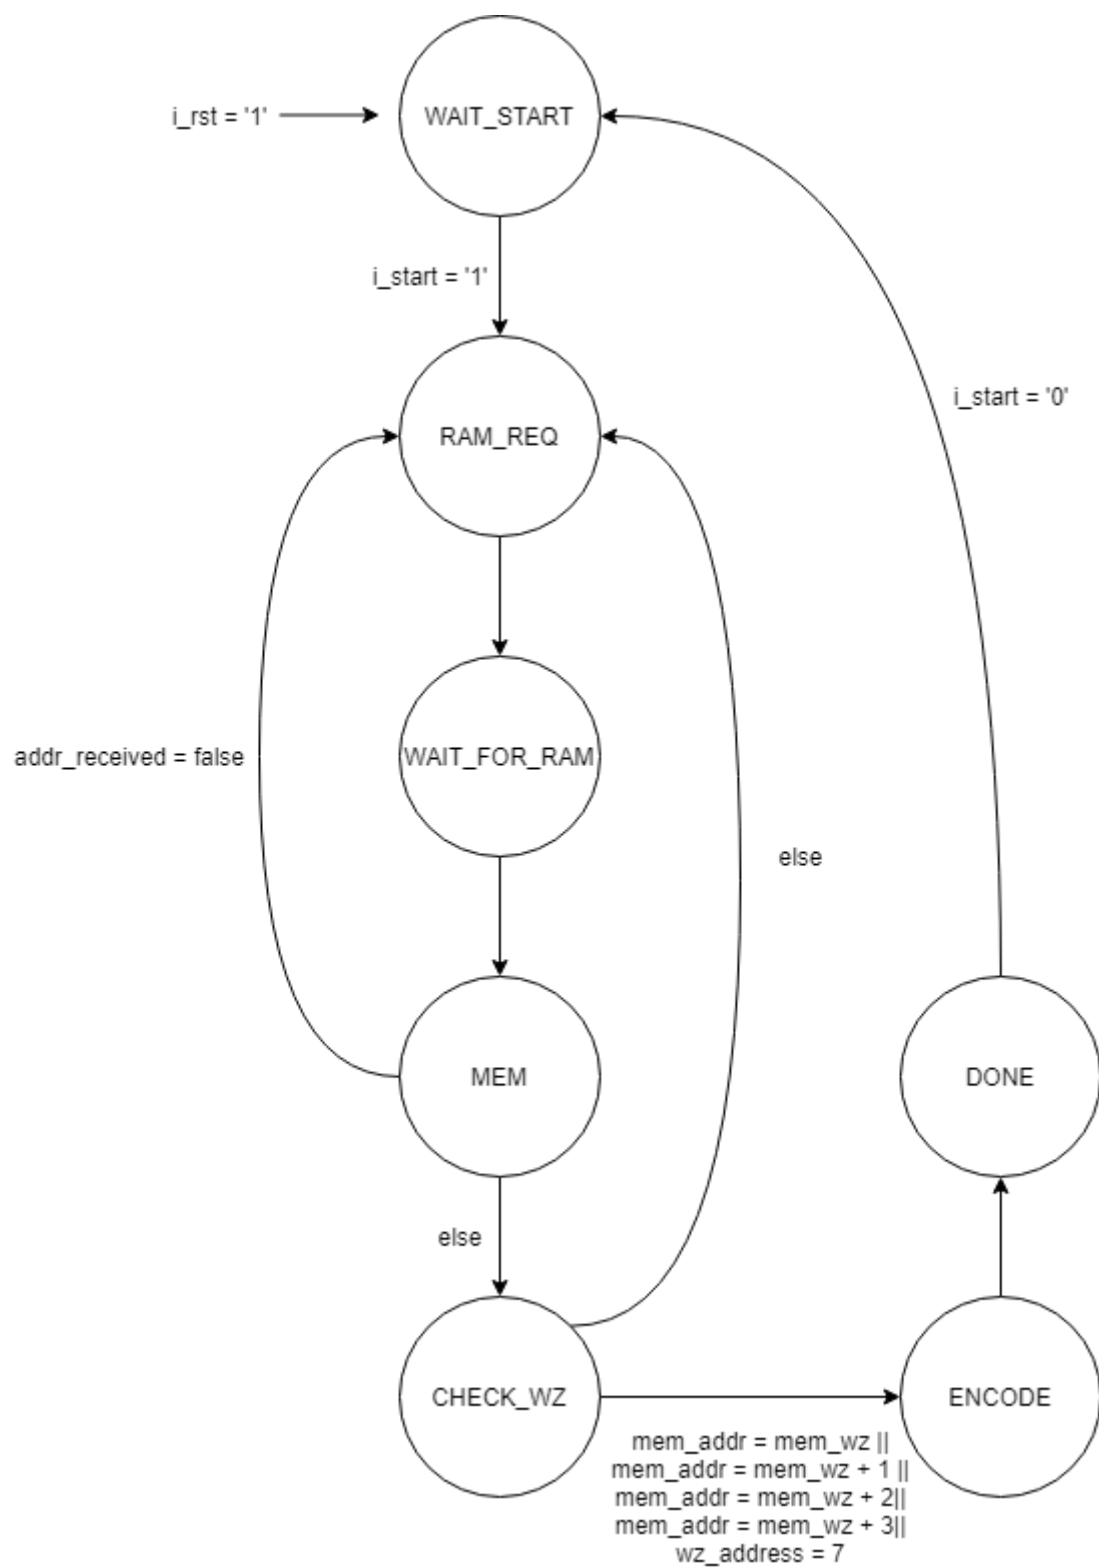 WAIT_START
i_rst = '1'
i_start = '1'
i_start = '0'
RAM_REQ
WAIT_FOR_RAM
addr_received = false
else
MEM
DONE
else
CHECK_WZ
ENCODE
mem_addr = mem_wz ||
mem_addr = mem_wz + 1 ||
mem_addr = mem_wz + 2||
mem_addr = mem_wz + 3||
wz_address = 7